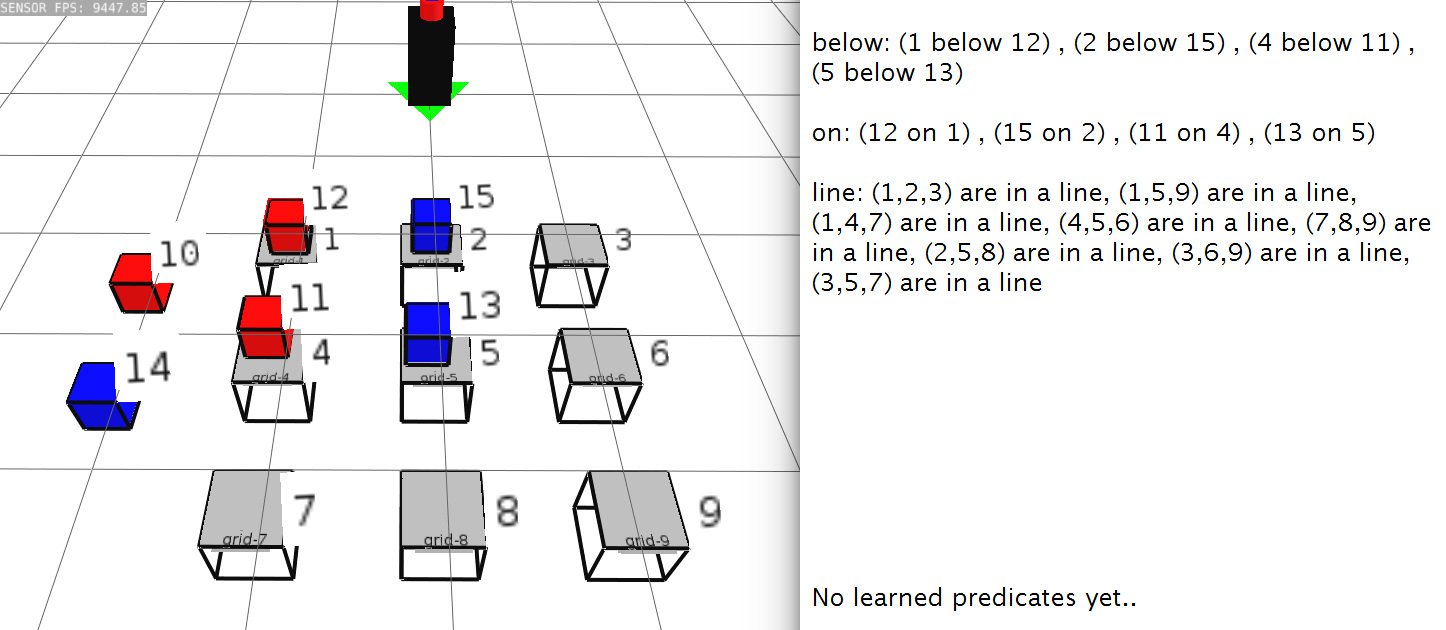 SENSOR FPS: 9447.85
12
15
1
2
3
10
11
13
4
5
6
14
7
8
9
grid-1
grid-2
grid-3
grid-4
grid-5
grid-6
grid-7
grid-8
grid-9
below: (1 below 12) , (2 below 15) , (4 below 11) ,
(5 below 13)
on: (12 on 1) , (15 on 2) , (11 on 4) , (13 on 5)
line: (1,2,3) are in a line, (1,5,9) are in a line,
(1,4,7) are in a line, (4,5,6) are in a line, (7,8,9) are
in a line, (2,5,8) are in a line, (3,6,9) are in a line,
(3,5,7) are in a line
No learned predicates yet..